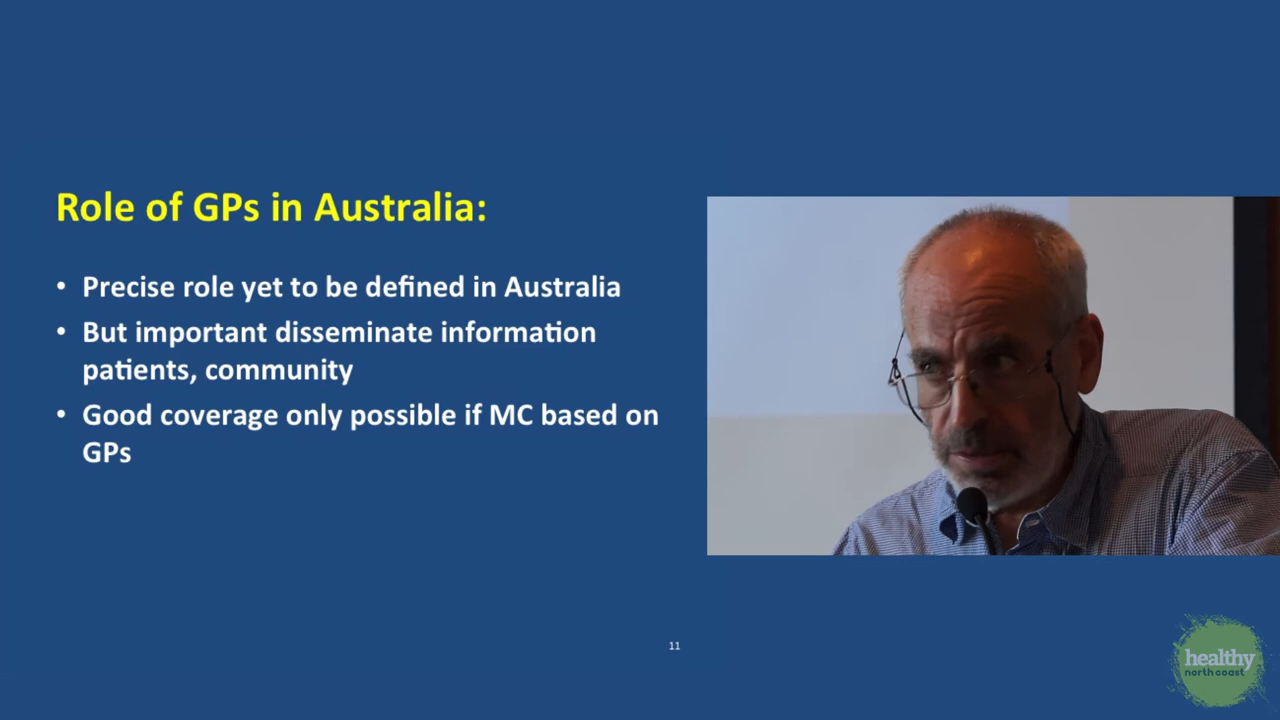 Role of GPs in Australia:
• Precise role yet to be defined in Australia
• But important disseminate information
patients, community
• Good coverage only possible if MC based on
GPs
11
healthy
north coast